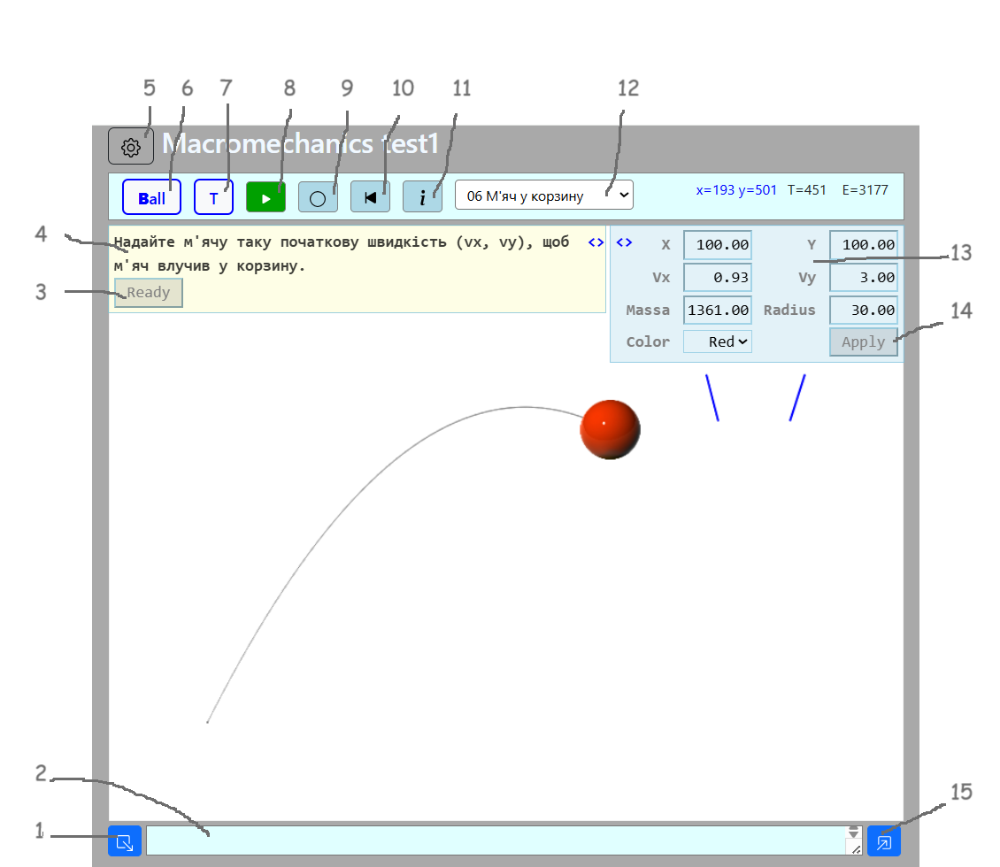 5 6 7 8 9 10 11 12
Macromechanics test1
Ball T i 06 М'яч у корзину x=193 y=501 T=451 E=3177
4
Надайте м'ячу таку початкову швидкість (vx, vy), щоб <>
м'яч влучив у корзину.
3
Ready
<> X 100.00 Y 100.00
13
Vx 0.93 Vy 3.00
Massa 1361.00 Radius 30.00
14
Color Red Apply
2
15
1